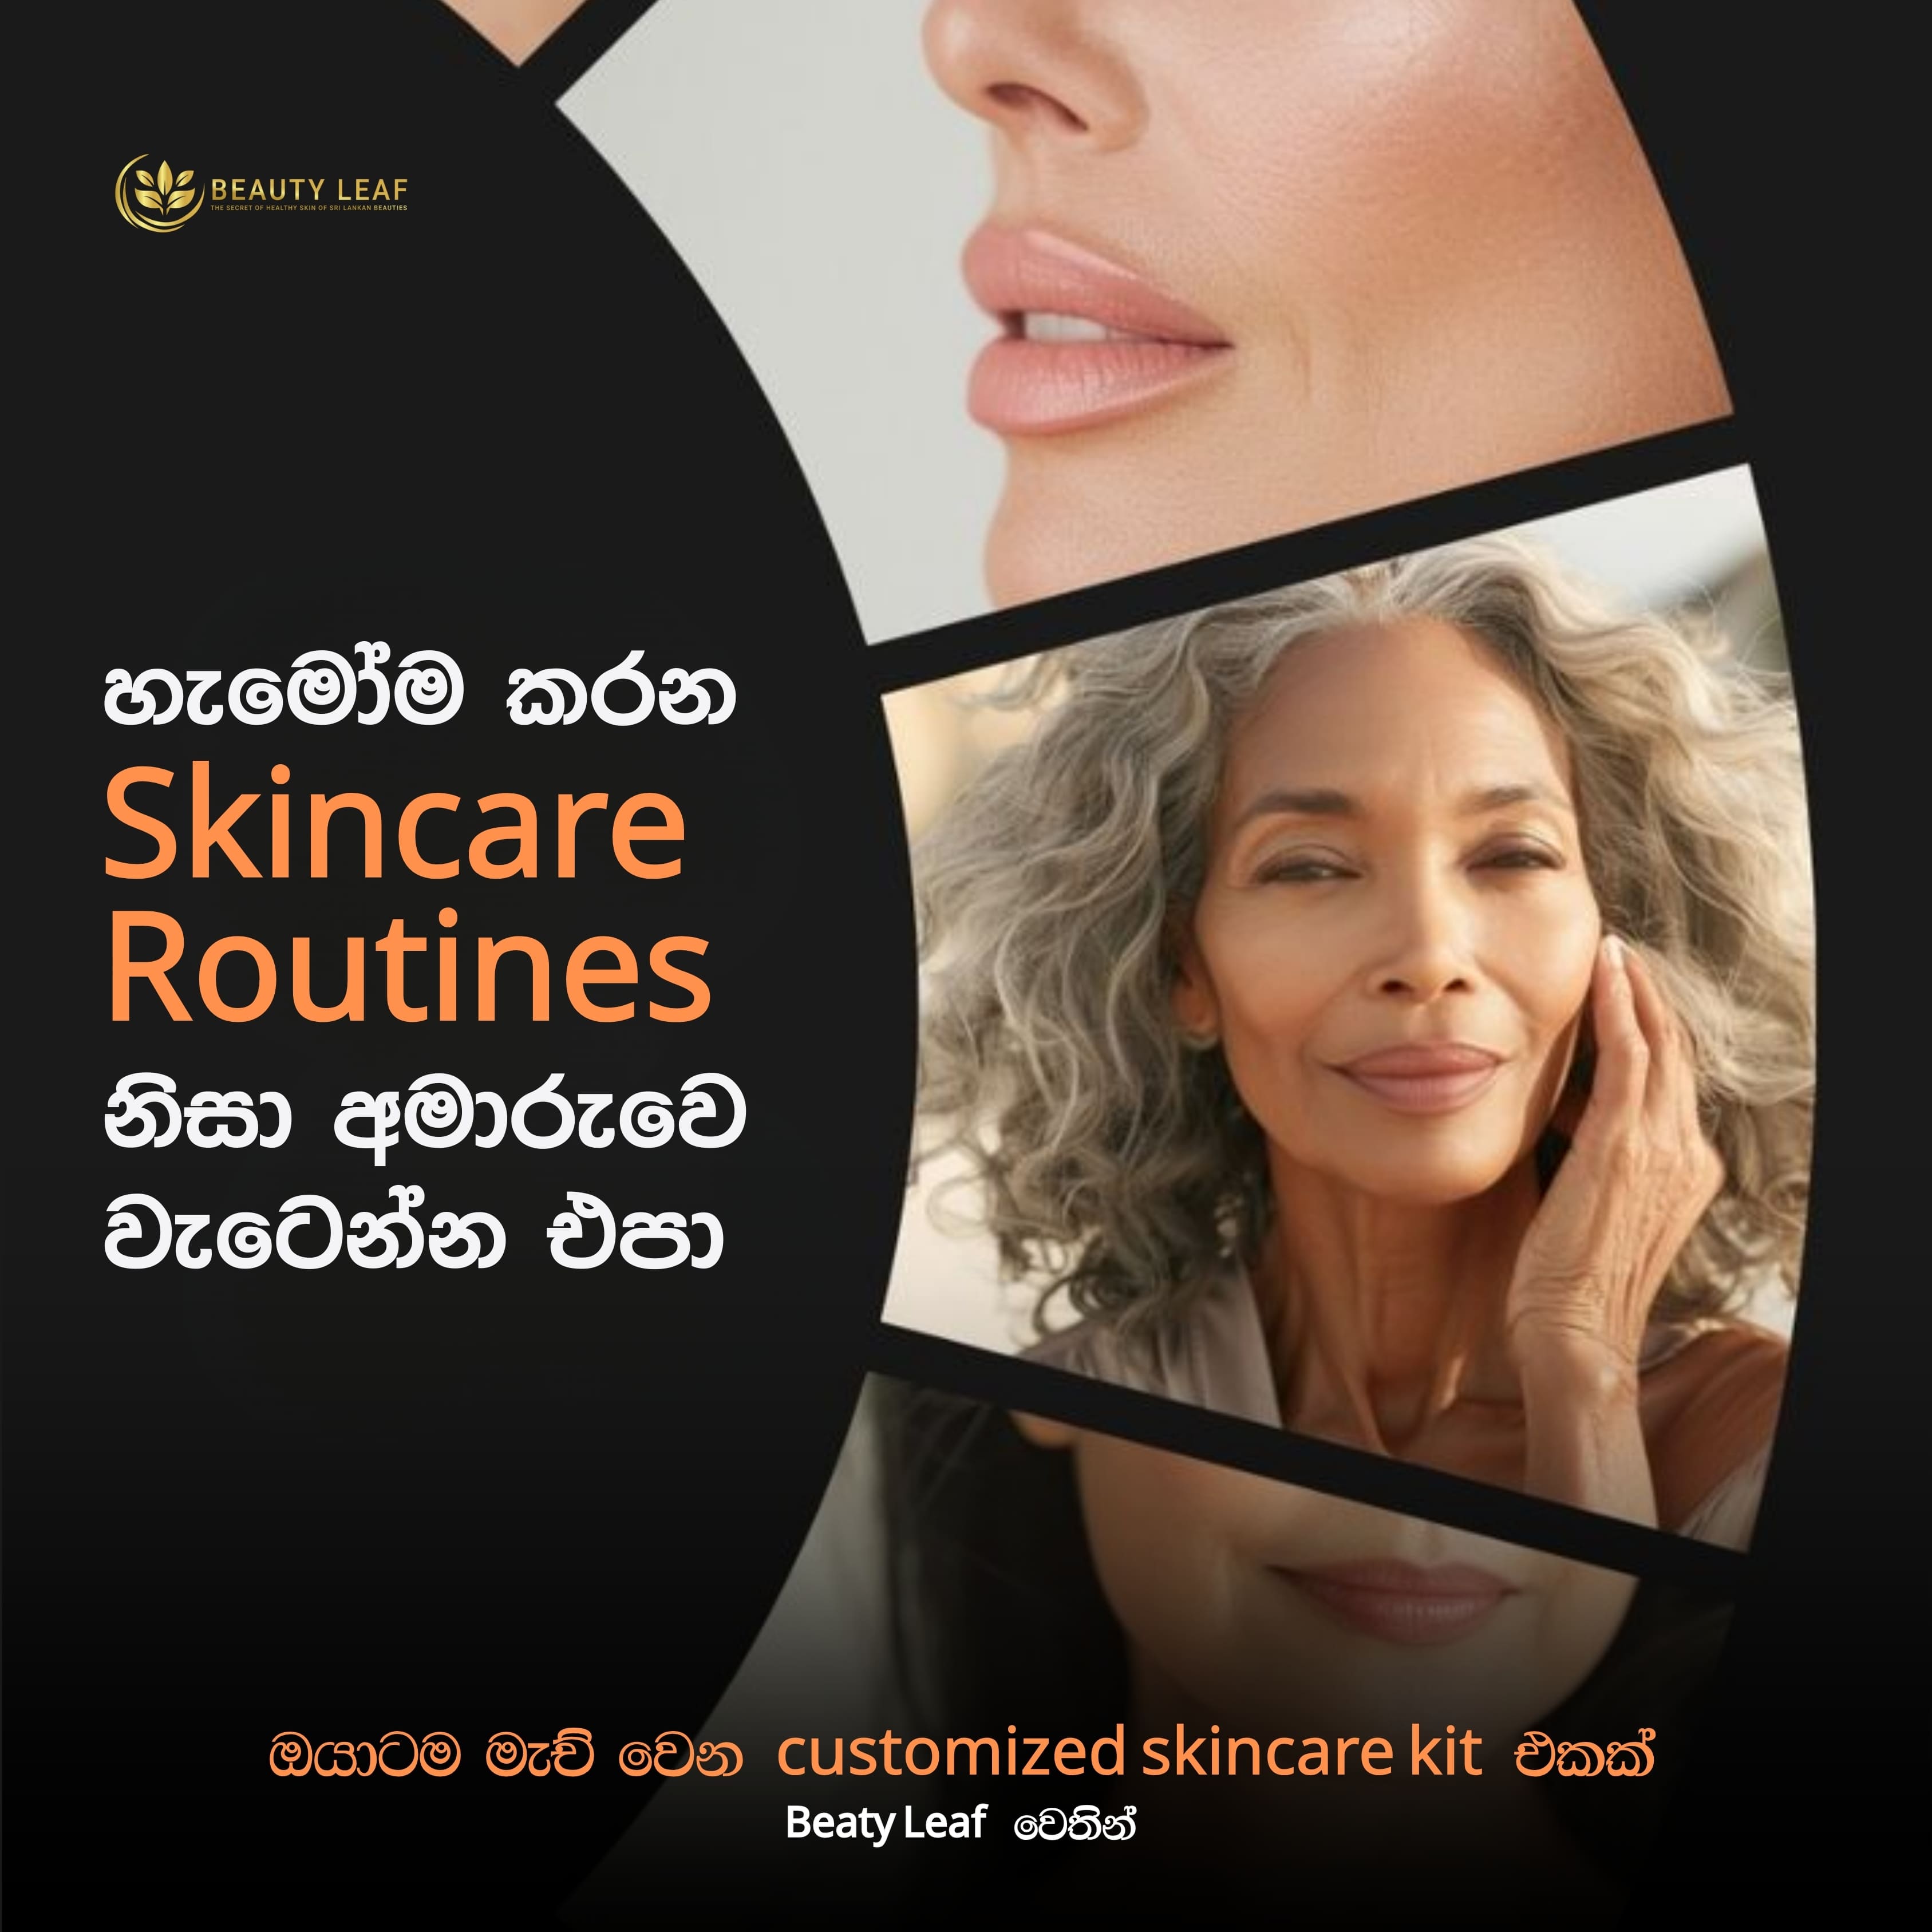 BEAUTY LEAF
THE SECRET OF HEALTHY SKIN OF SRI LANKAN BEAUTIES
හැමෝම කරන
Skincare
Routines
නිසා අමාරුවෙ
වැටෙන්න එපා
ඔයාටම මැච් වෙන customized skincare kit එකක්
Beaty Leaf වෙතින්